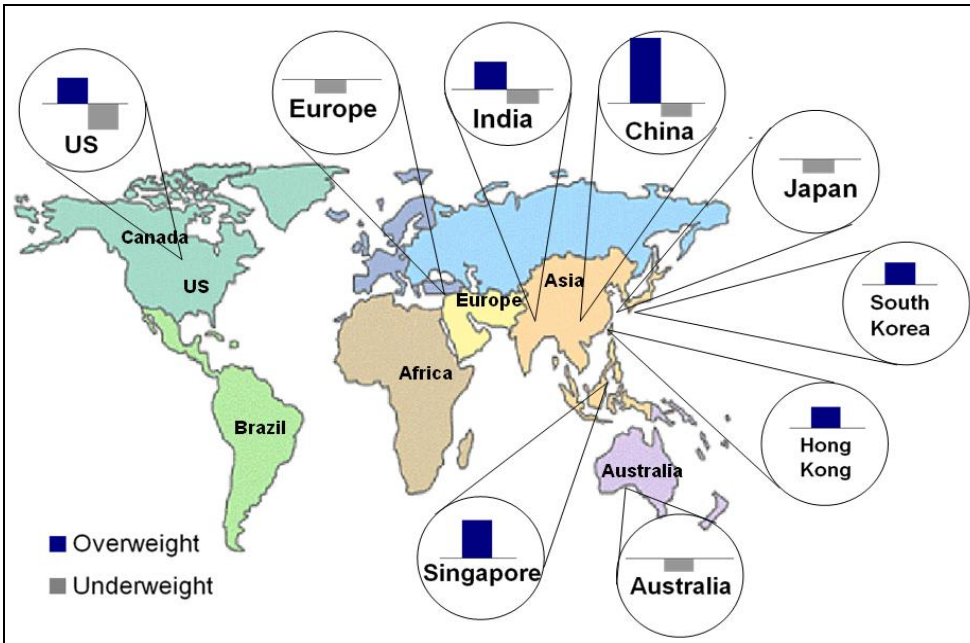 US
Europe
India
China
Japan
South
Korea
Hong
Kong
Singapore
Australia
Canada
US
Europe
Asia
Africa
Brazil
Australia
Overweight
Underweight